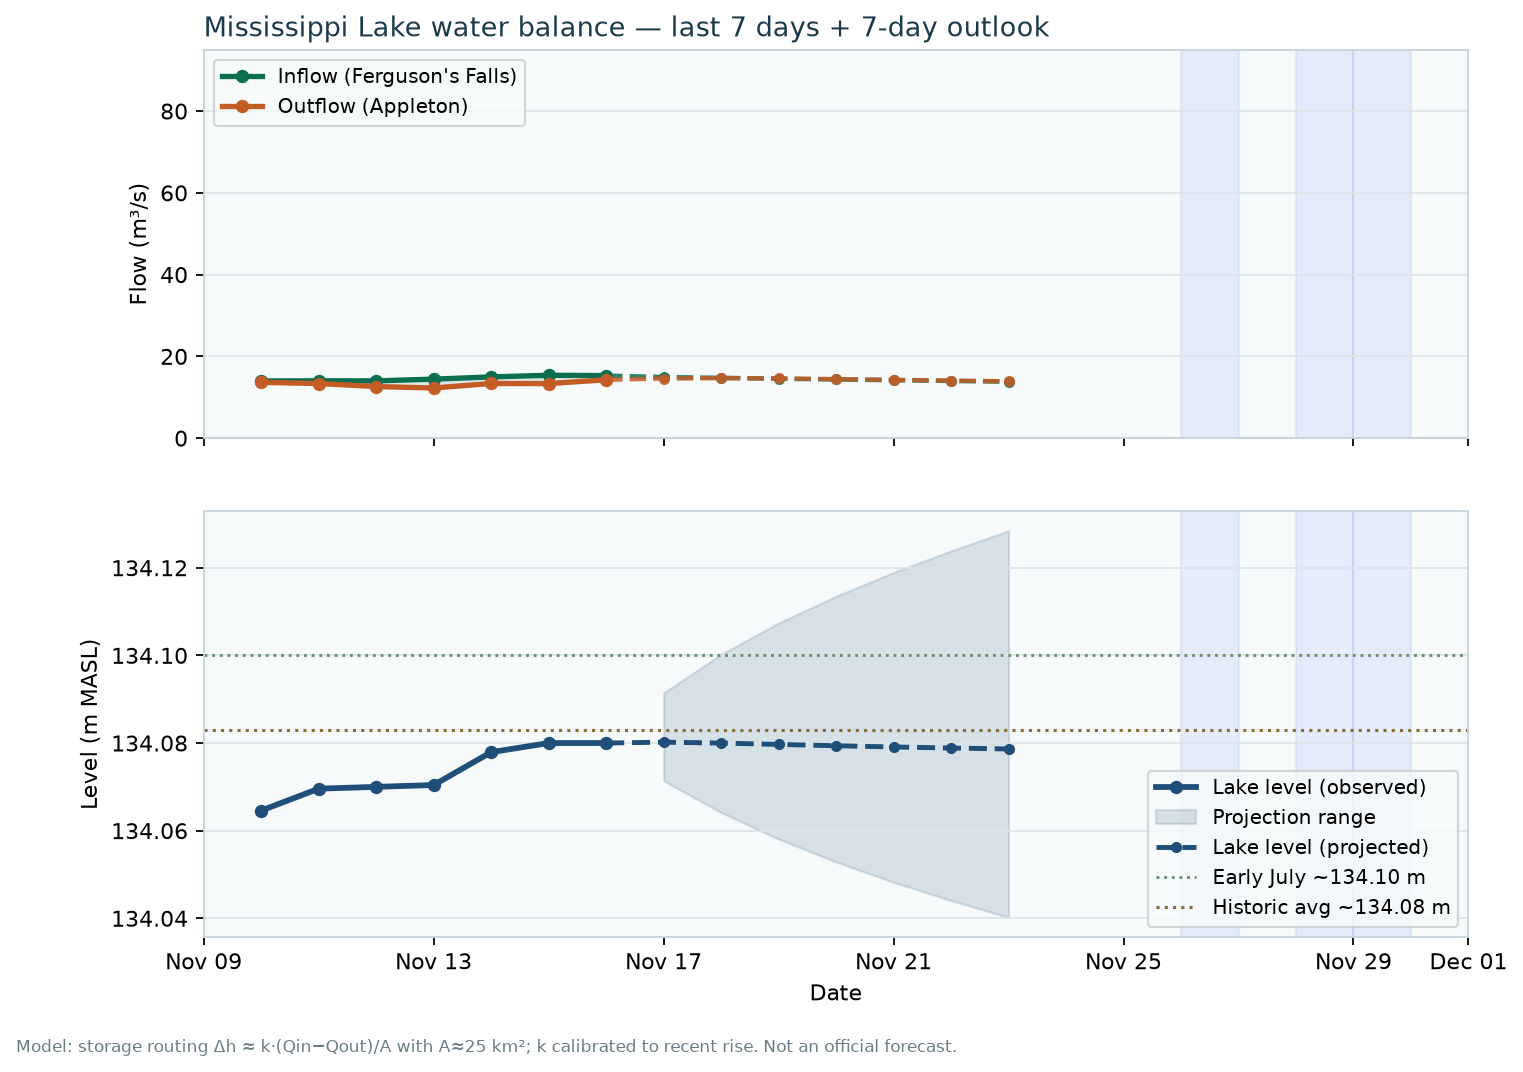 Mississippi Lake water balance — last 7 days + 7-day outlook
Inflow (Ferguson's Falls)
Outflow (Appleton)
Flow (m³/s)
80
60
40
20
0
Level (m MASL)
134.12
134.10
134.08
134.06
134.04
Lake level (observed)
Projection range
Lake level (projected)
Early July ~134.10 m
Historic avg ~134.08 m
Nov 09 Nov 13 Nov 17 Nov 21 Nov 25 Nov 29 Dec 01
Date
Model: storage routing Δh ≈ k·(Qin−Qout)/A with A≈25 km²; k calibrated to recent rise. Not an official forecast.